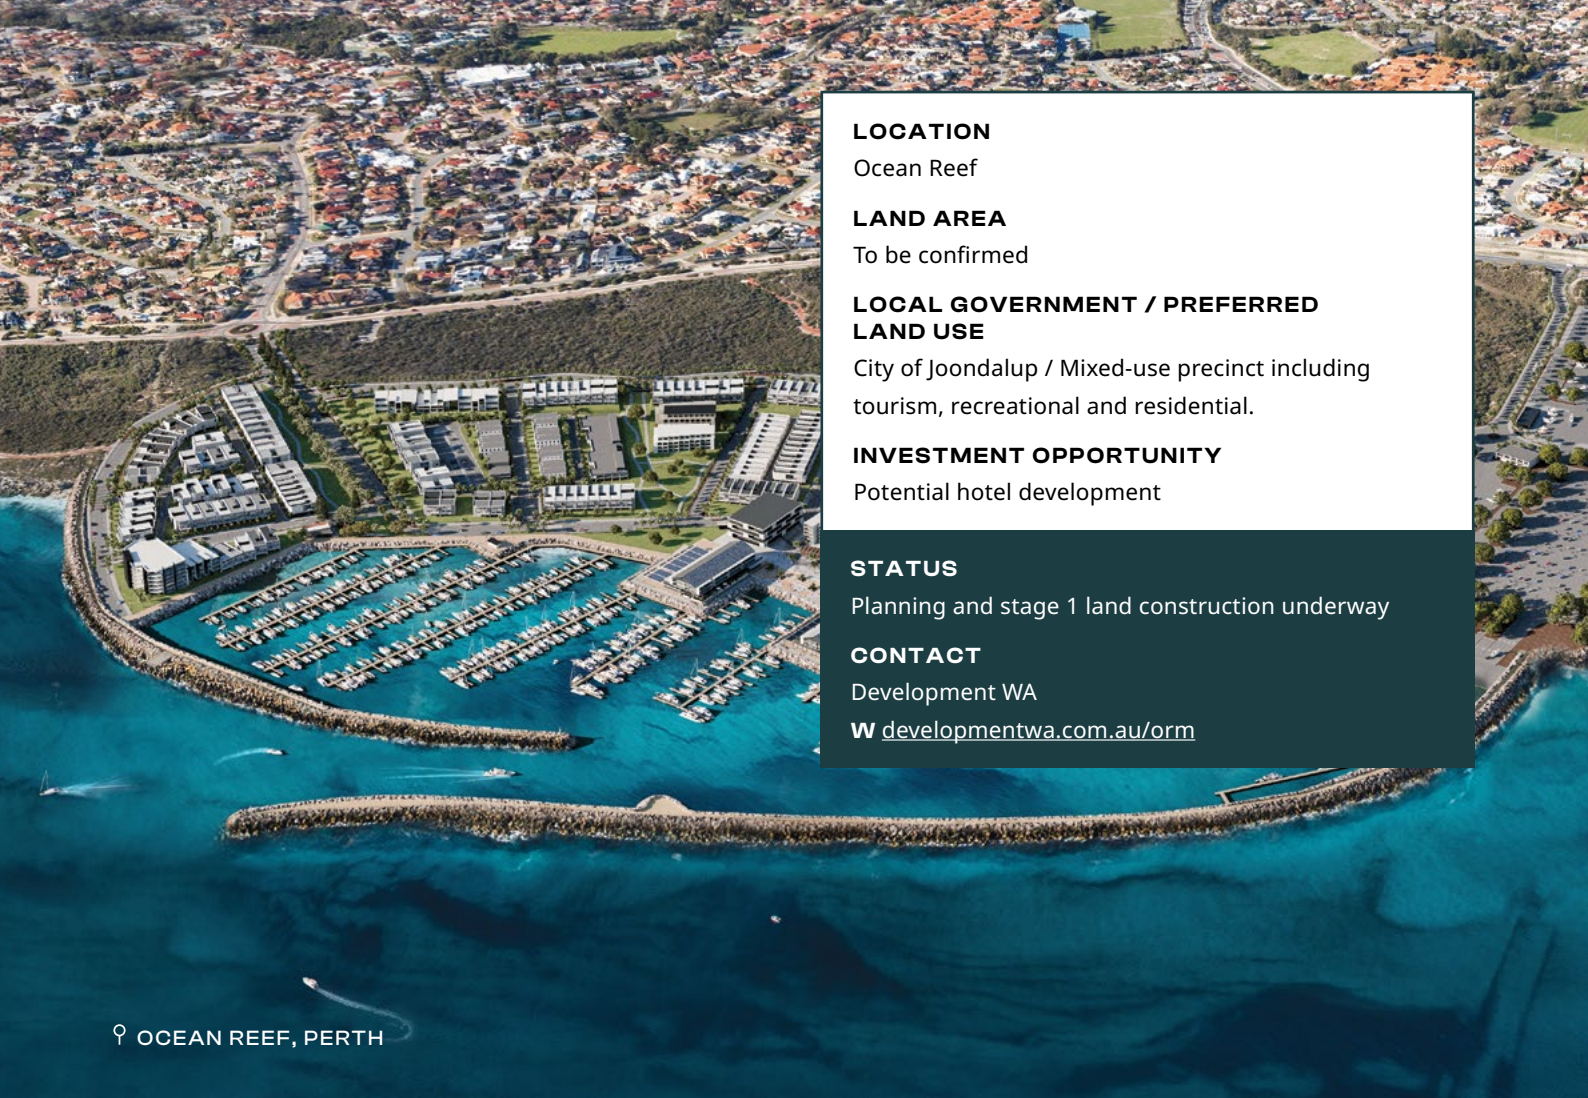 LOCATION
Ocean Reef
LAND AREA
To be confirmed
LOCAL GOVERNMENT / PREFERRED
LAND USE
City of Joondalup / Mixed-use precinct including
tourism, recreational and residential.
INVESTMENT OPPORTUNITY
Potential hotel development
STATUS
Planning and stage 1 land construction underway
CONTACT
Development WA
W developmentwa.com.au/orm
OCEAN REEF, PERTH